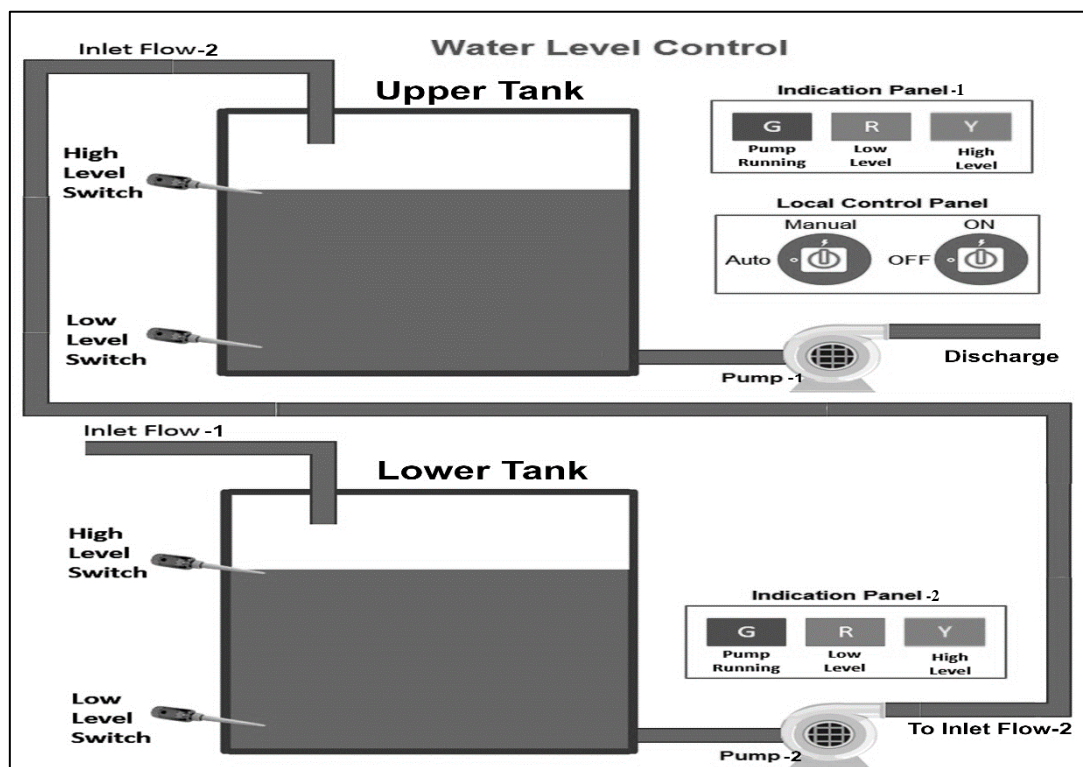 Inlet Flow-2
Water Level Control
Upper Tank
High
Level
Switch
Low
Level
Switch
Indication Panel-1
G R Y
Pump
Running
Low
Level
High
Level
Local Control Panel
Manual
ON
Auto
OFF
Discharge
Pump -1
Inlet Flow -1
Lower Tank
High
Level
Switch
Low
Level
Switch
Indication Panel-2
G R Y
Pump
Running
Low
Level
High
Level
To Inlet Flow-2
Pump -2